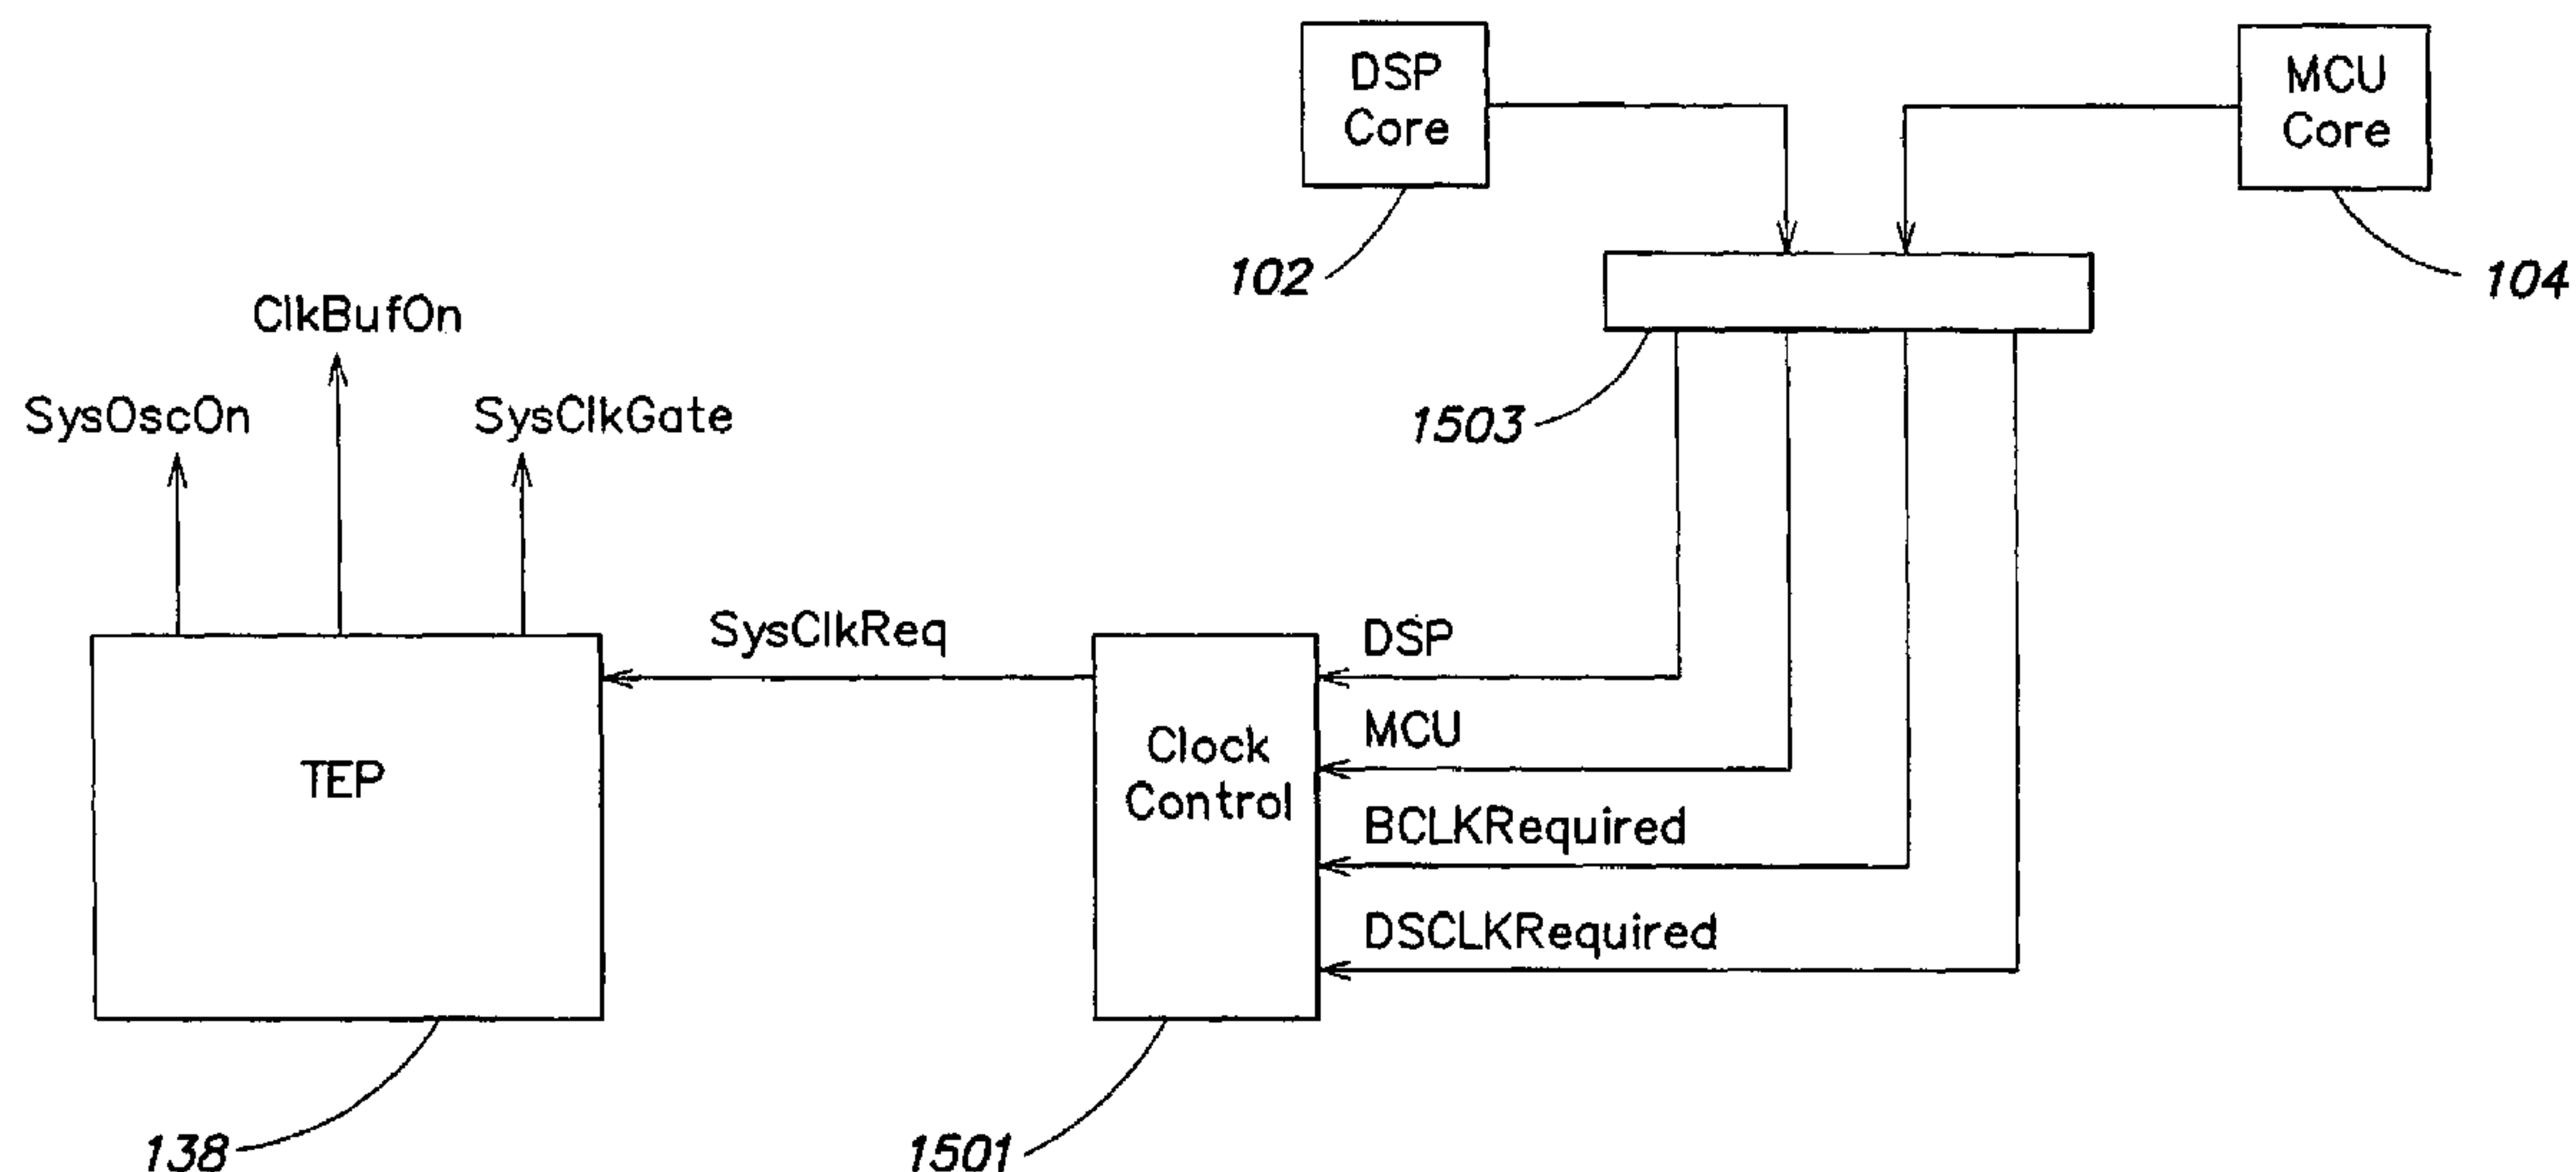 DSP
Core
MCU
Core
102
104
ClkBufOn
SysOscOn
SysClkGate
1503
SysClkReq
DSP
MCU
Clock
Control
TEP
BCLKRequired
DSCLKRequired
138
1501